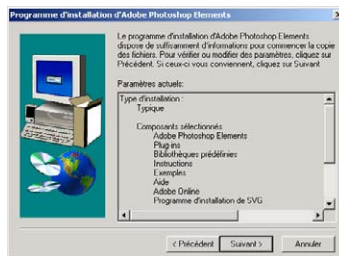 Programme d'installation d'Adobe Photoshop Elements
Le programme d'installation d'Adobe Photoshop Elements
dispose de suffisamment d'informations pour commencer la copie
des fichiers. Pour vérifier ou modifier des paramètres, cliquez sur
Précédent. Si ceux-ci vous conviennent, cliquez sur Suivant
Paramètres actuels:
Type d'installation :
Typique
Composants sélectionnés
Adobe Photoshop Elements
Plug-ins
Bibliothèques prédéfinies
Instructions
Exemples
Aide
Adobe Online
Programme d'installation de SVG
< Précédent Suivant > Annuler